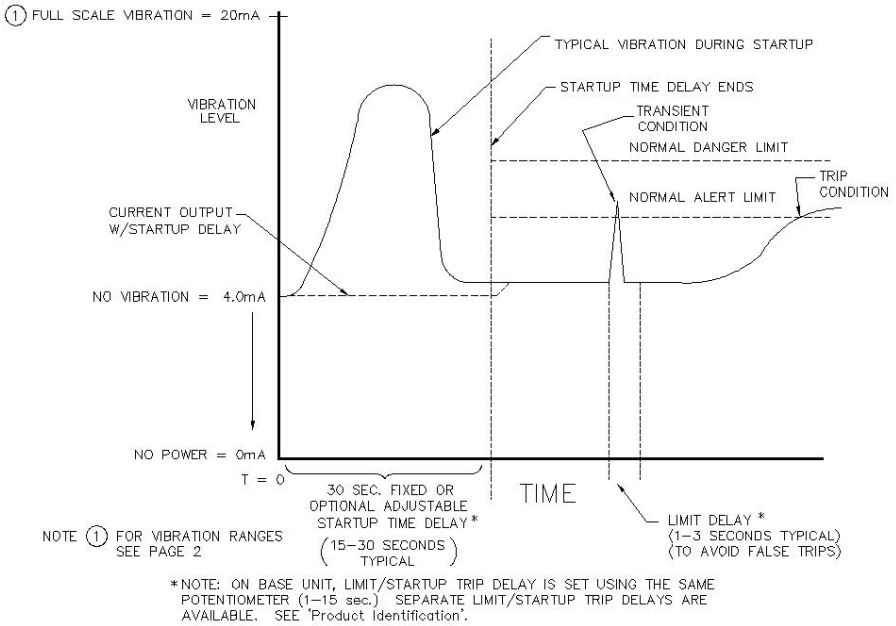 ① FULL SCALE VIBRATION = 20mA
TYPICAL VIBRATION DURING STARTUP
STARTUP TIME DELAY ENDS
VIBRATION
LEVEL
TRANSIENT
CONDITION
NORMAL DANGER LIMIT
TRIP
CONDITION
NORMAL ALERT LIMIT
CURRENT OUTPUT
W/STARTUP DELAY
NO VIBRATION = 4.0mA
NO POWER = 0mA
T = 0
30 SEC. FIXED OR
OPTIONAL ADJUSTABLE
STARTUP TIME DELAY *
(15-30 SECONDS
TYPICAL)
TIME
LIMIT DELAY *
(1-3 SECONDS TYPICAL)
(TO AVOID FALSE TRIPS)
NOTE ① FOR VIBRATION RANGES
SEE PAGE 2
* NOTE: ON BASE UNIT, LIMIT/STARTUP TRIP DELAY IS SET USING THE SAME
POTENTIOMETER (1-15 sec.) SEPARATE LIMIT/STARTUP TRIP DELAYS ARE
AVAILABLE. SEE 'Product Identification'.